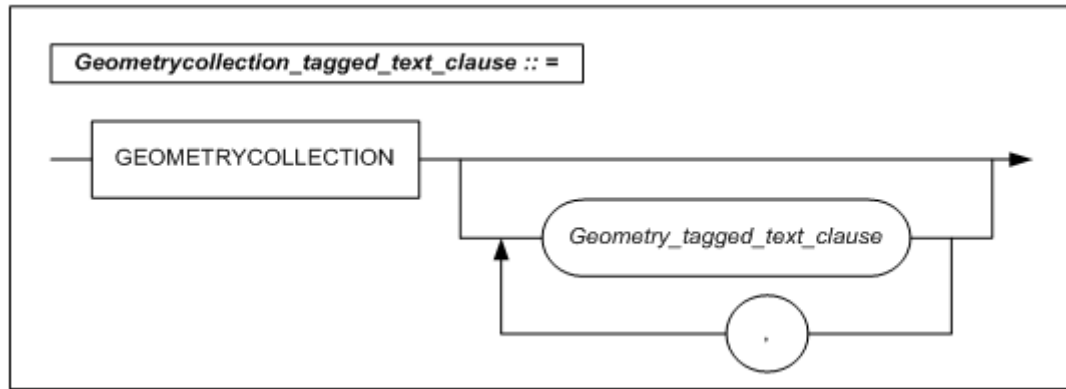 Geometrycollection_tagged_text_clause :: =
GEOMETRYCOLLECTION
Geometry_tagged_text_clause
,